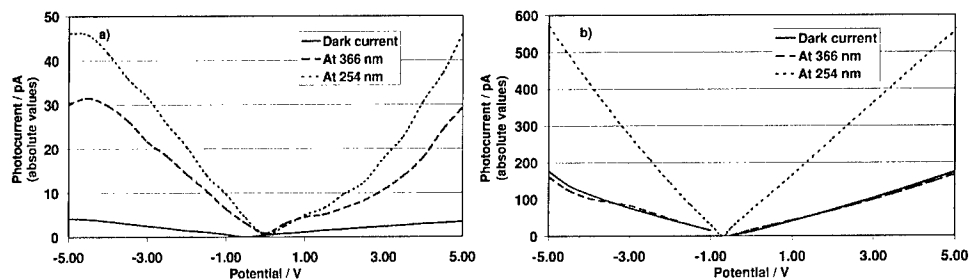 a)
Dark current
At 366 nm
At 254 nm
Photocurrent / pA
(absolute values)
50
40
30
20
10
0
-5.00 -3.00 -1.00 1.00 3.00 5.00
Potential / V
b)
Dark current
At 366 nm
At 254 nm
Photocurrent / pA
(absolute values)
600
500
400
300
200
100
0
-5.00 -3.00 -1.00 1.00 3.00 5.00
Potential / V